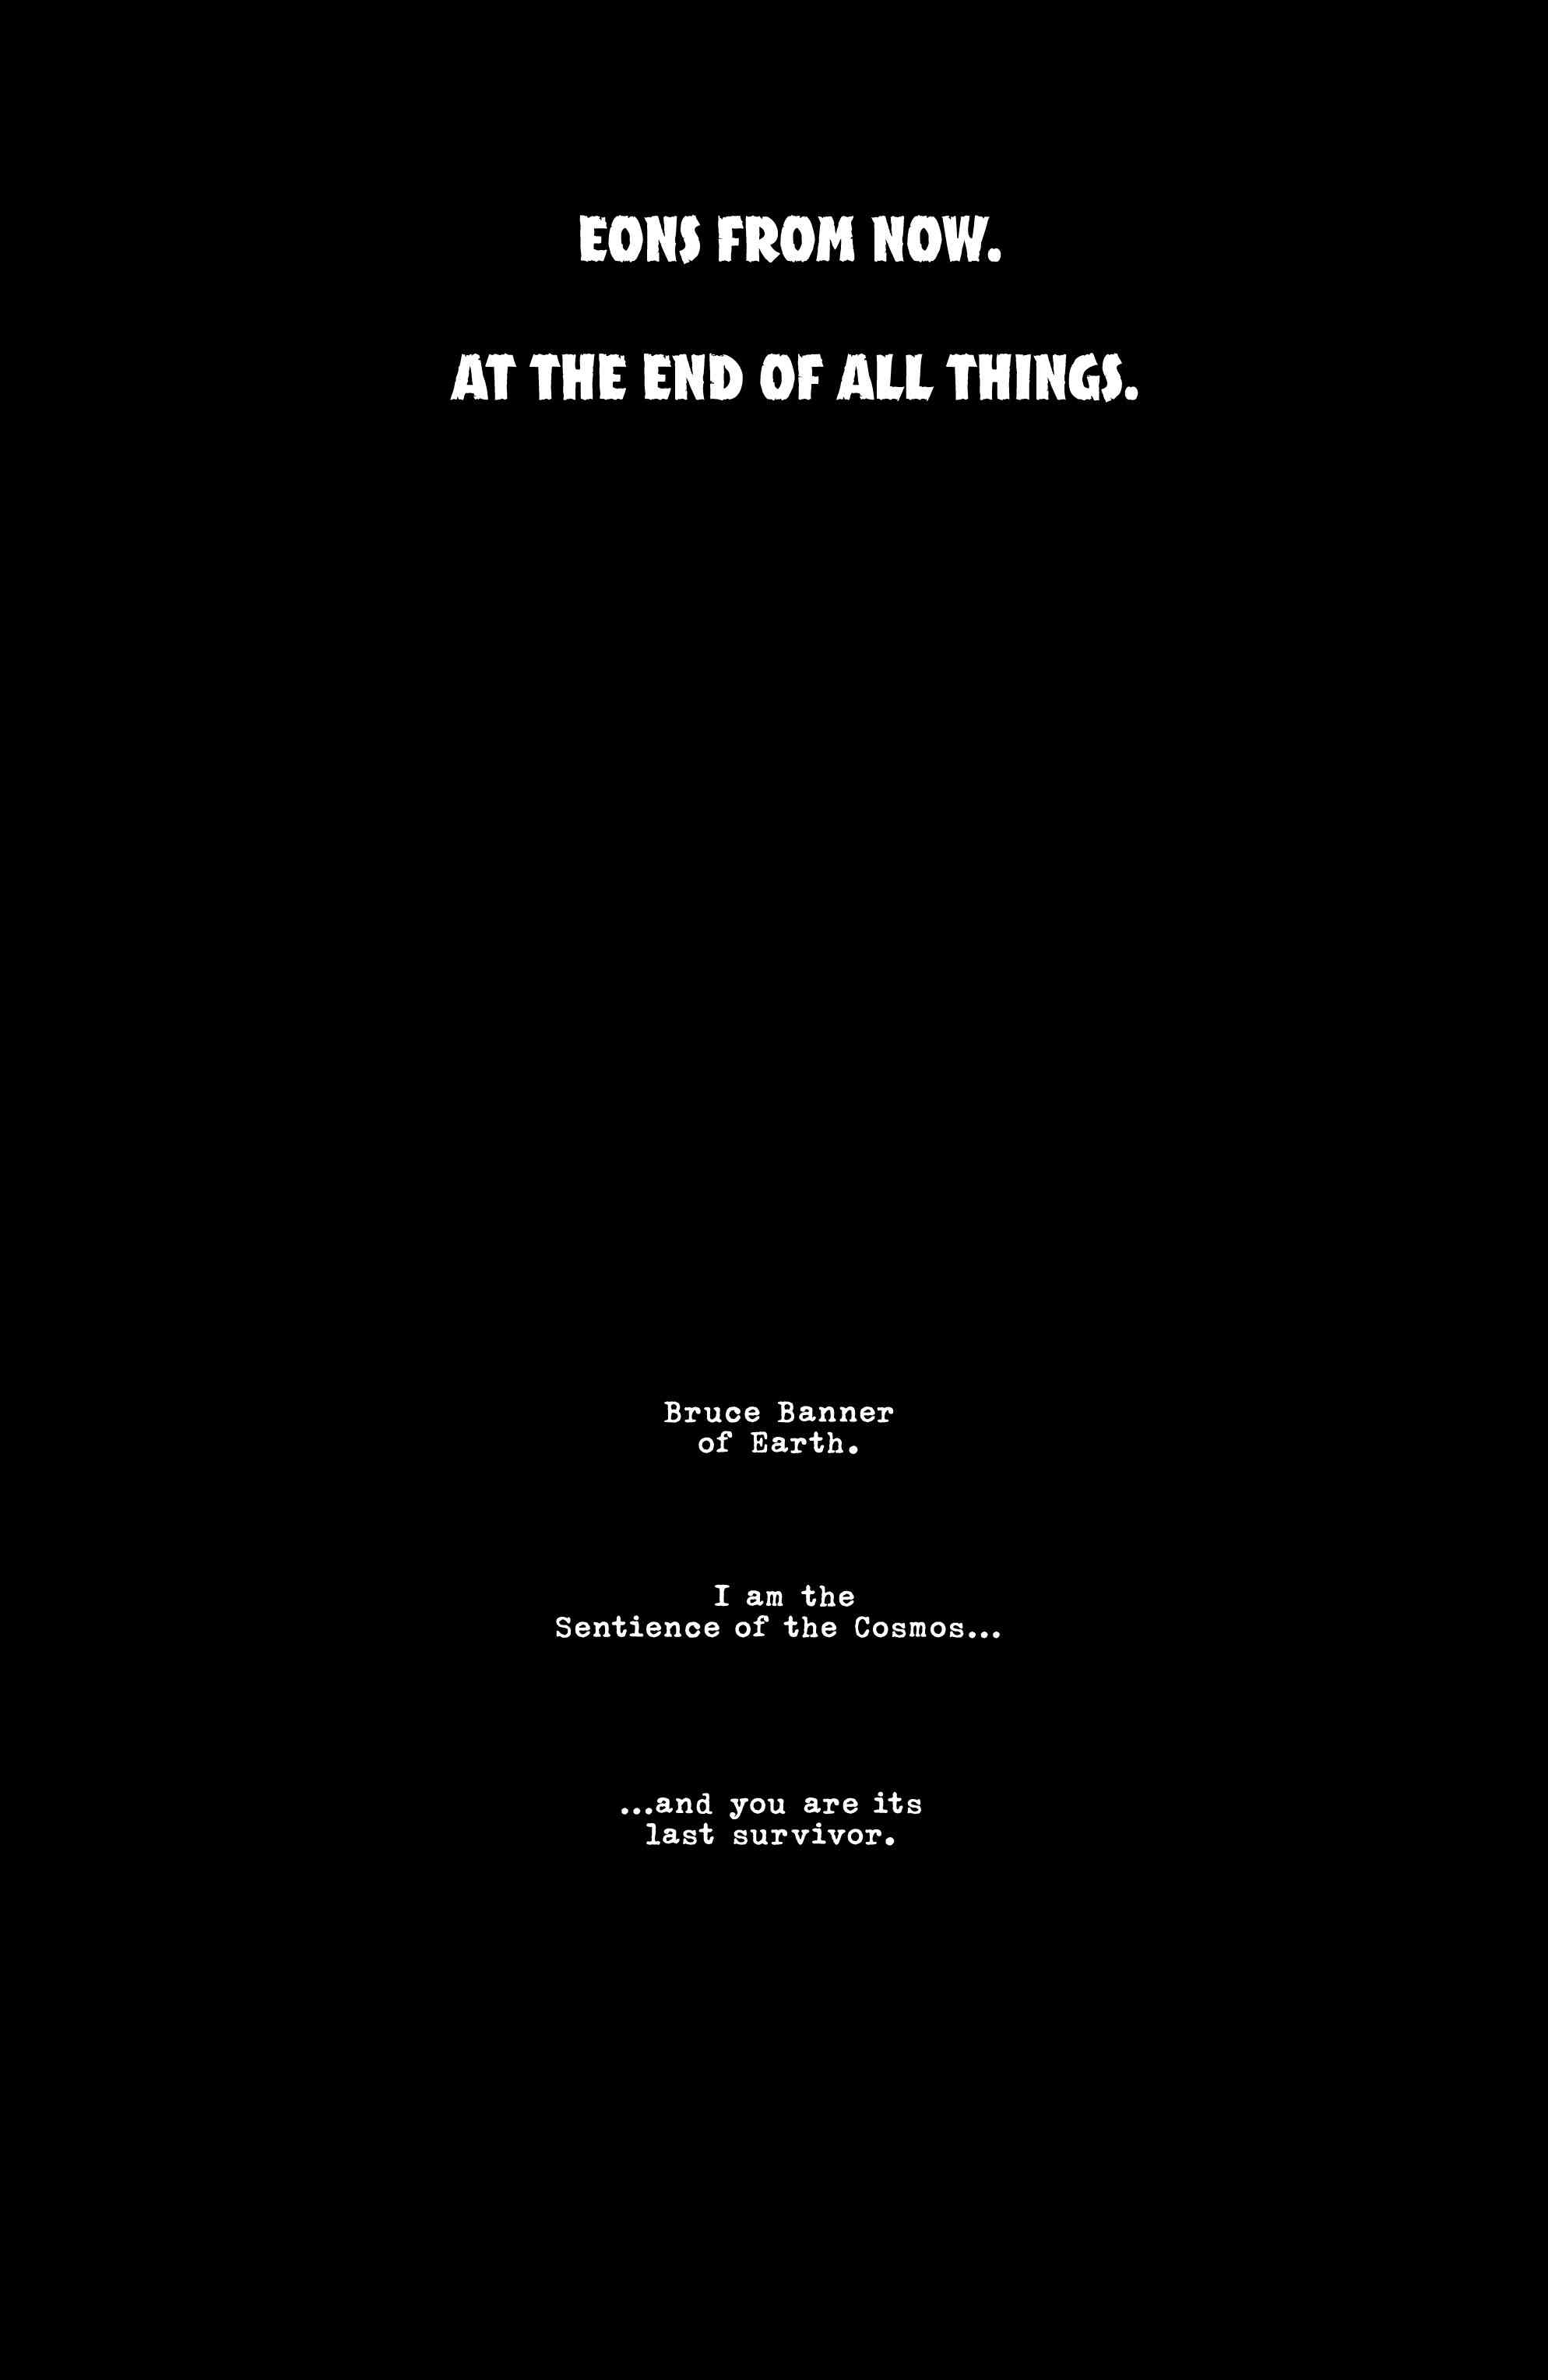 EONS FROM NOW.
AT THE END OF ALL THINGS.
Bruce Banner
of Earth.
I am the
Sentience of the Cosmos...
...and you are its
last survivor.